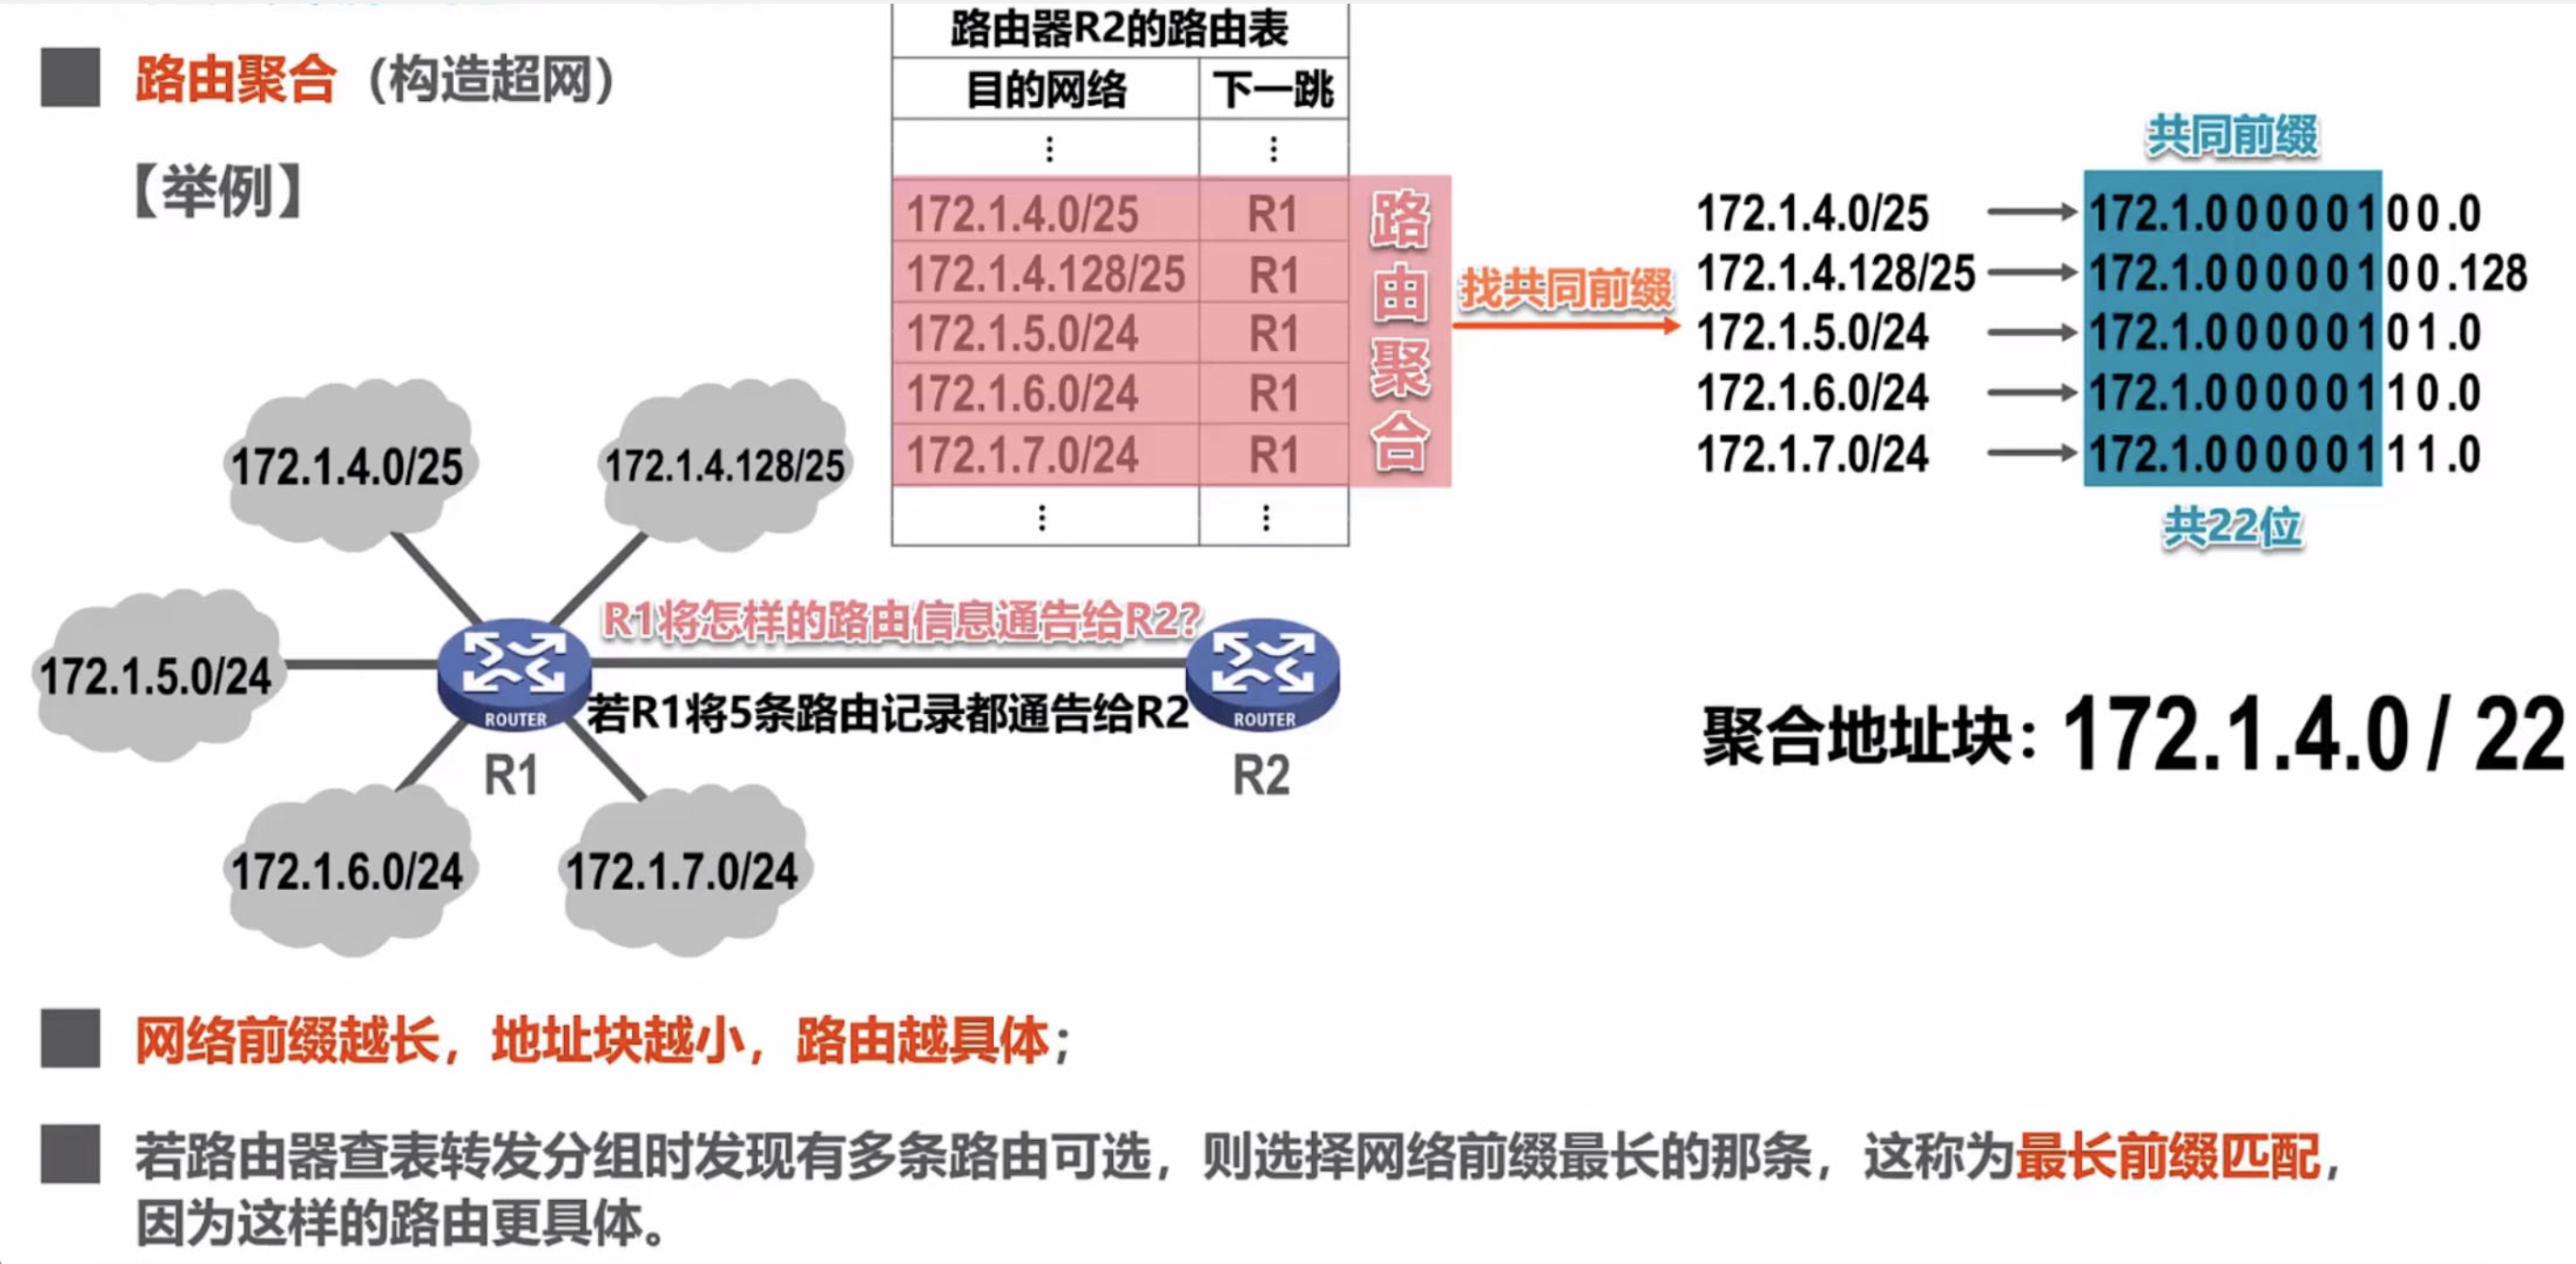 路由聚合（构造超网）
【举例】
路由器R2的路由表
目的网络 下一跳
⋮ ⋮
172.1.4.0/25 R1
172.1.4.128/25 R1
172.1.5.0/24 R1
172.1.6.0/24 R1
172.1.7.0/24 R1
⋮ ⋮
路由聚合
找共同前缀
共同前缀
172.1.4.0/25 172.1.00000100.0
172.1.4.128/25 172.1.00000100.128
172.1.5.0/24 172.1.00000101.0
172.1.6.0/24 172.1.00000110.0
172.1.7.0/24 172.1.00000111.0
共22位
172.1.4.0/25
172.1.4.128/25
172.1.5.0/24
172.1.6.0/24
172.1.7.0/24
R1将怎样的路由信息通告给R2?
若R1将5条路由记录都通告给R2
ROUTER
R1
ROUTER
R2
聚合地址块：172.1.4.0 / 22
网络前缀越长，地址块越小，路由越具体；
若路由器查表转发分组时发现有多条路由可选，则选择网络前缀最长的那条，这称为最长前缀匹配，
因为这样的路由更具体。